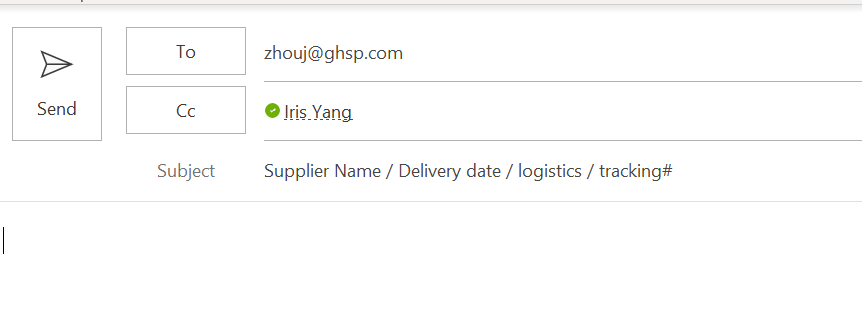 To
zhouj@ghsp.com
Send
Cc
Iris Yang
Subject
Supplier Name / Delivery date / logistics / tracking#